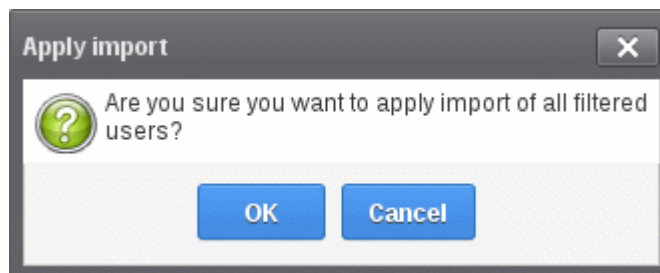 Apply import
Are you sure you want to apply import of all filtered
users?
OK
Cancel